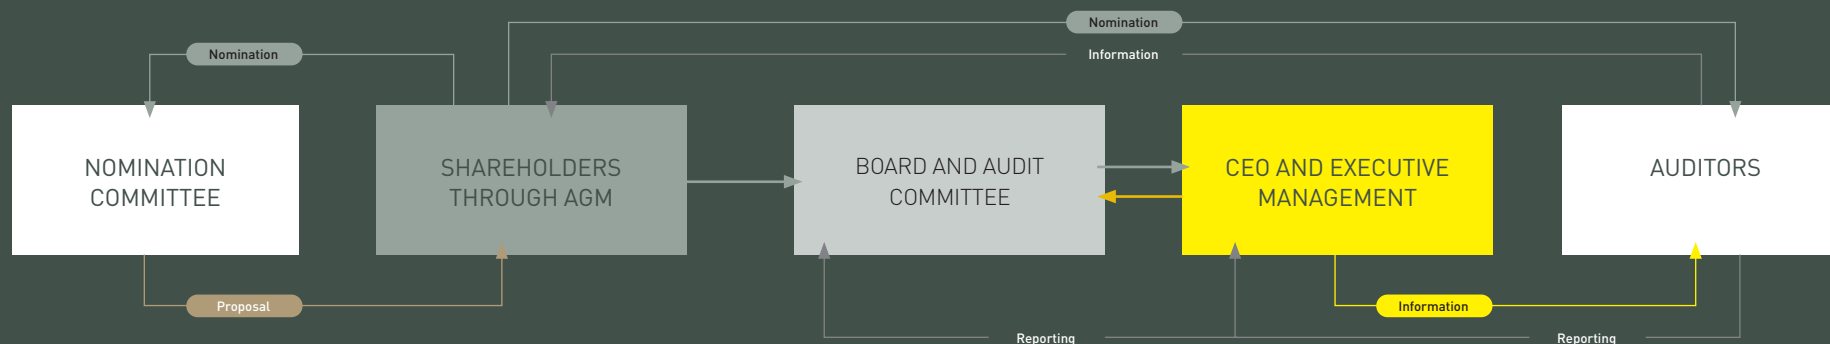 Nomination
Nomination
Information
NOMINATION
COMMITTEE
SHAREHOLDERS
THROUGH AGM
BOARD AND AUDIT
COMMITTEE
CEO AND EXECUTIVE
MANAGEMENT
AUDITORS
Proposal
Information
Reporting
Reporting